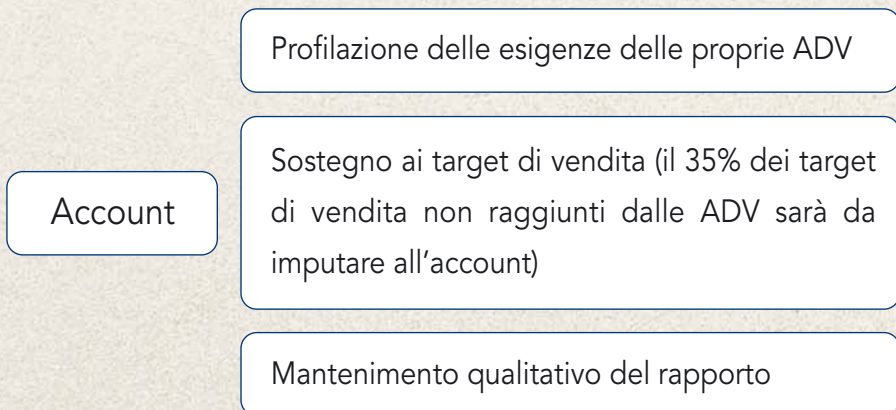 Profilazione delle esigenze delle proprie ADV
Account
Sostegno ai target di vendita (il 35% dei target
di vendita non raggiunti dalle ADV sarà da
imputare all’account)
Mantenimento qualitativo del rapporto